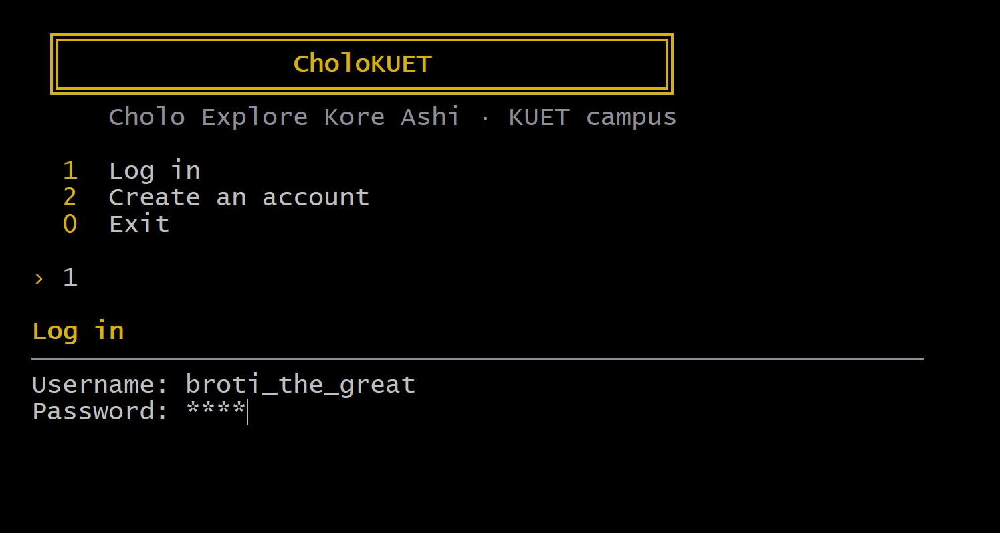 CholoKUET
Cholo Explore Kore Ashi · KUET campus
1 Log in
2 Create an account
0 Exit
› 1
Log in
Username: broti_the_great
Password: ****